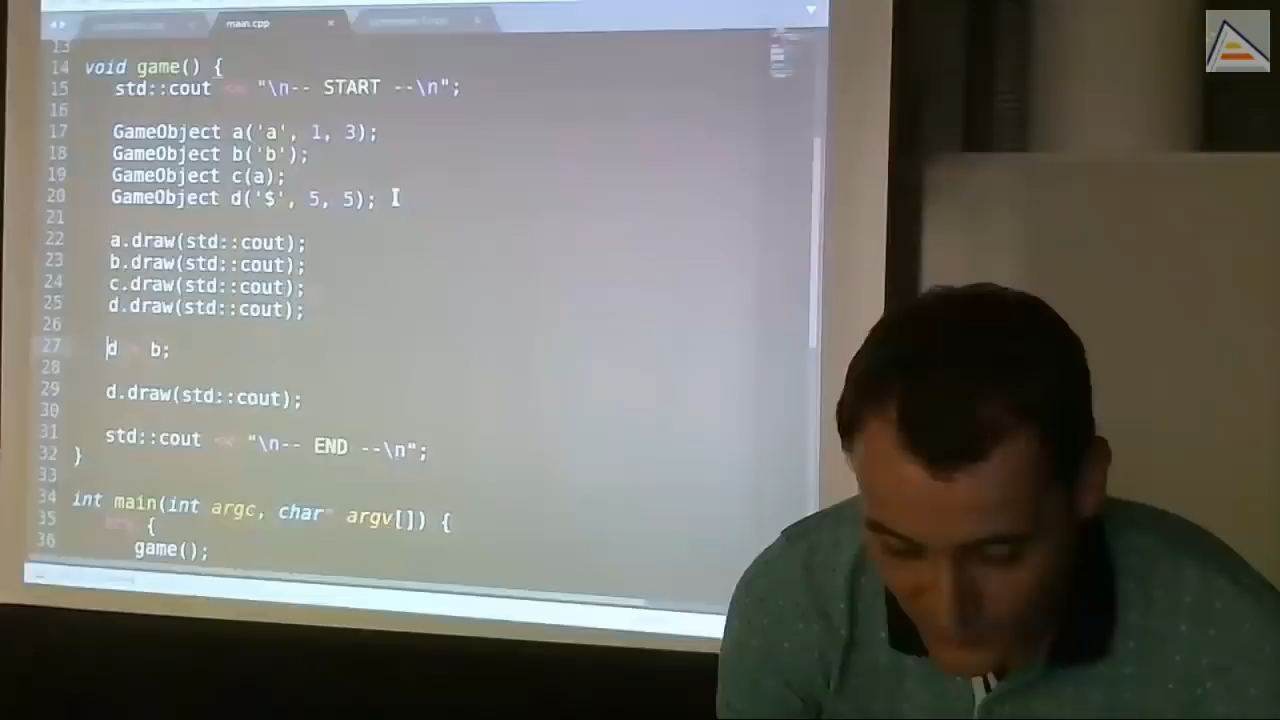 main.cpp
13
14 void game() {
15 std::cout << "\n-- START --\n";
16
17 GameObject a('a', 1, 3);
18 GameObject b('b');
19 GameObject c(a);
20 GameObject d('$', 5, 5);
21
22 a.draw(std::cout);
23 b.draw(std::cout);
24 c.draw(std::cout);
25 d.draw(std::cout);
26
27 d = b;
28
29 d.draw(std::cout);
30
31 std::cout << "\n-- END --\n";
32 }
33
34 int main(int argc, char* argv[]) {
35 {
36 game();